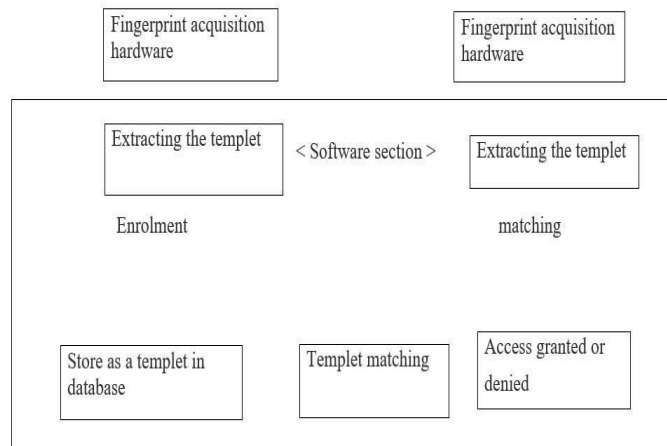 Fingerprint acquisition
hardware
Fingerprint acquisition
hardware
Extracting the templet
< Software section >
Extracting the templet
Enrolment
matching
Store as a templet in
database
Templet matching
Access granted or
denied